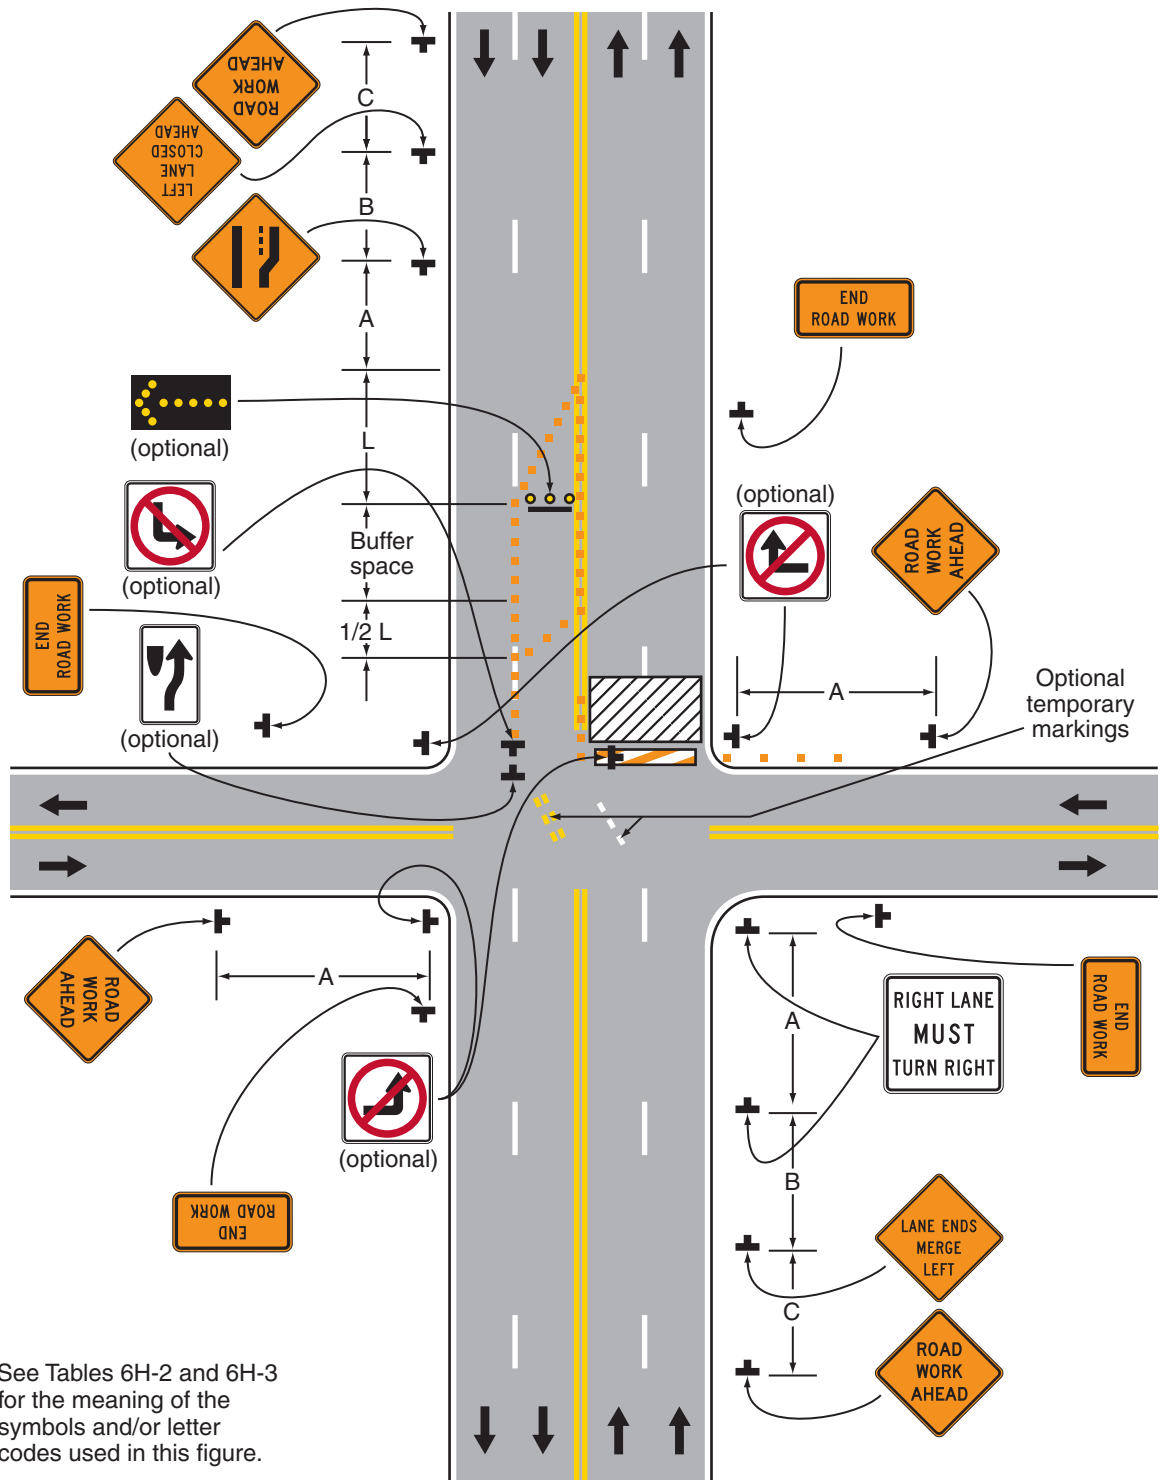 ROAD
WORK
AHEAD
LEFT
LANE
CLOSED
AHEAD
C
B
A
L
(optional)
(optional)
Buffer
space
1/2 L
END
ROAD WORK
(optional)
END
ROAD WORK
(optional)
ROAD
WORK
AHEAD
A
Optional
temporary
markings
ROAD
WORK
AHEAD
A
(optional)
END
ROAD WORK
END
ROAD WORK
RIGHT LANE
MUST
TURN RIGHT
A
B
C
LANE ENDS
MERGE
LEFT
ROAD
WORK
AHEAD
See Tables 6H-2 and 6H-3
for the meaning of the
symbols and/or letter
codes used in this figure.